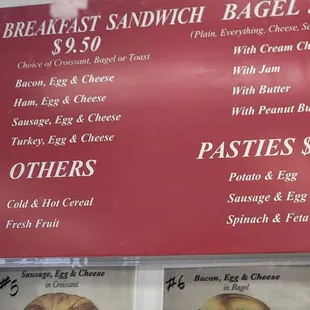 BREAKFAST SANDWICH
$9.50
Choice of Croissant, Bagel or Toast
Bacon, Egg & Cheese
Ham, Egg & Cheese
Sausage, Egg & Cheese
Turkey, Egg & Cheese
OTHERS
Cold & Hot Cereal
Fresh Fruit
BAGEL
(Plain, Everything, Cheese,
With Cream
With Jam
With Butter
With Peanut
PASTIES $
Potato & Egg
Sausage & Egg
Spinach & Feta
#5
Sausage, Egg & Cheese
in Croissant
#6
Bacon, Egg & Cheese
in Bagel